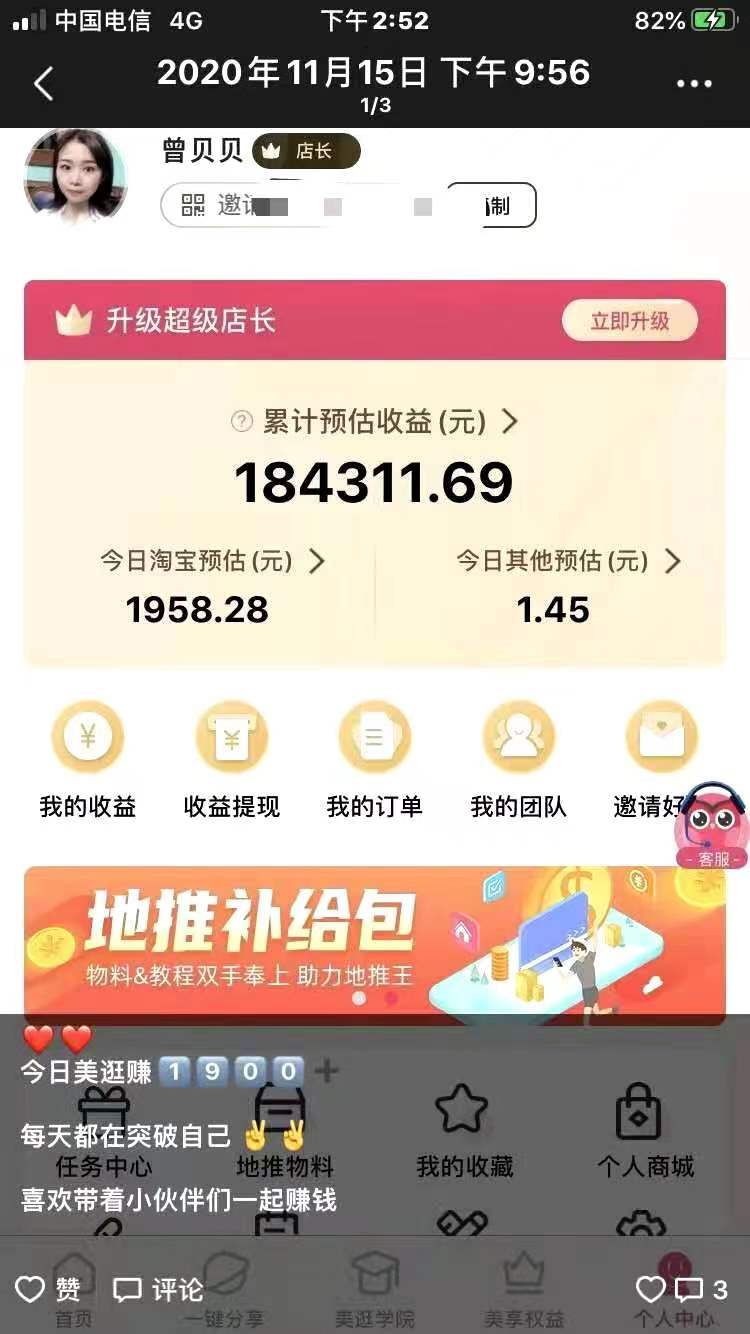 中国电信 4G 下午2:52 82%
2020年11月15日 下午9:56
1/3
曾贝贝 店长
邀
制
升级超级店长 立即升级
累计预估收益(元)
184311.69
今日淘宝预估(元) 今日其他预估(元)
1958.28 1.45
我的收益 收益提现 我的订单 我的团队 邀请好
客服
地推补给包
物料&教程双手奉上 助力地推王
❤️❤️
今日美逛赚1️⃣9️⃣0️⃣0️⃣➕
每天都在突破自己✌️✌️
任务中心 地推物料 我的收藏 个人商城
喜欢带着小伙伴们一起赚钱
赞 评论 3
首页 一键分享 美逛学院 美享权益 个人中心